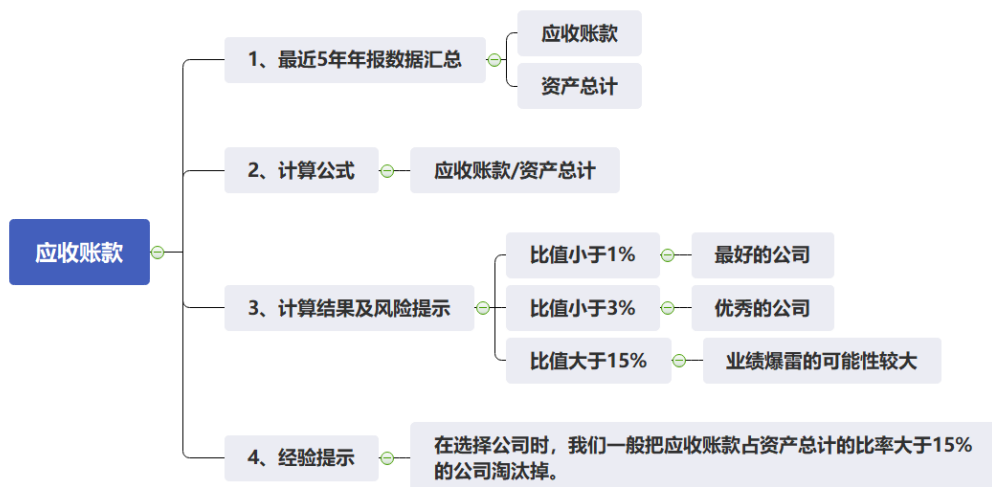 应收账款
1、最近5年年报数据汇总
应收账款
资产总计
2、计算公式
应收账款/资产总计
3、计算结果及风险提示
比值小于1%
最好的公司
比值小于3%
优秀的公司
比值大于15%
业绩爆雷的可能性较大
4、经验提示
在选择公司时，我们一般把应收账款占资产总计的比率大于15%
的公司淘汰掉。